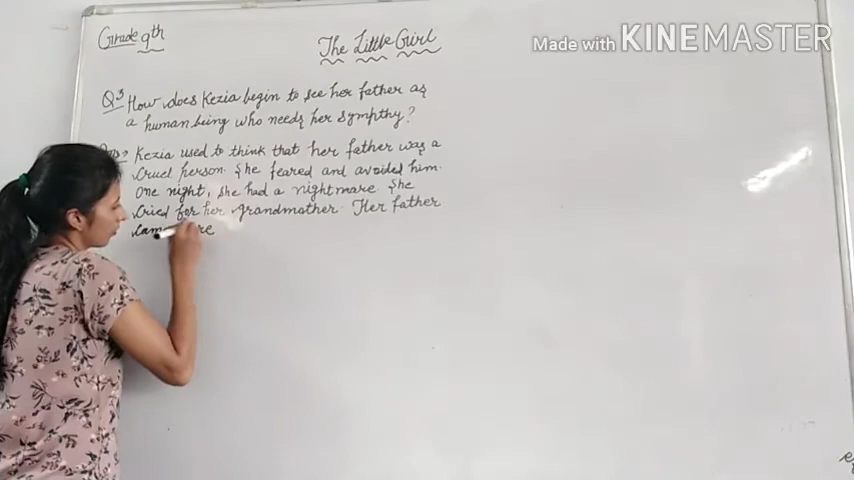 Grade 9th
The Little Girl
Made with KINEMASTER
Q3 How does Kezia begin to see her father as
a human being who needs her sympthy?
Ans? Kezia used to think that her father was a
cruel person. She feared and avoided him.
One night, she had a nightmare. She
cried for her grandmother. Her father